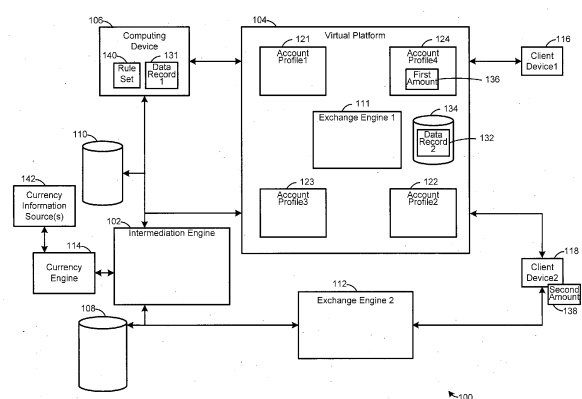 106
Computing
Device
140
131
Rule
Set
Data
Record
1
104
Virtual Platform
121
Account
Profile1
124
Account
Profile4
First
Amount
136
116
Client
Device1
111
Exchange Engine 1
134
Data
Record
2
132
110
142
Currency
Information
Source(s)
123
Account
Profile3
122
Account
Profile2
102
Intermediation Engine
114
Currency
Engine
118
Client
Device2
Second
Amount
138
112
Exchange Engine 2
108
100